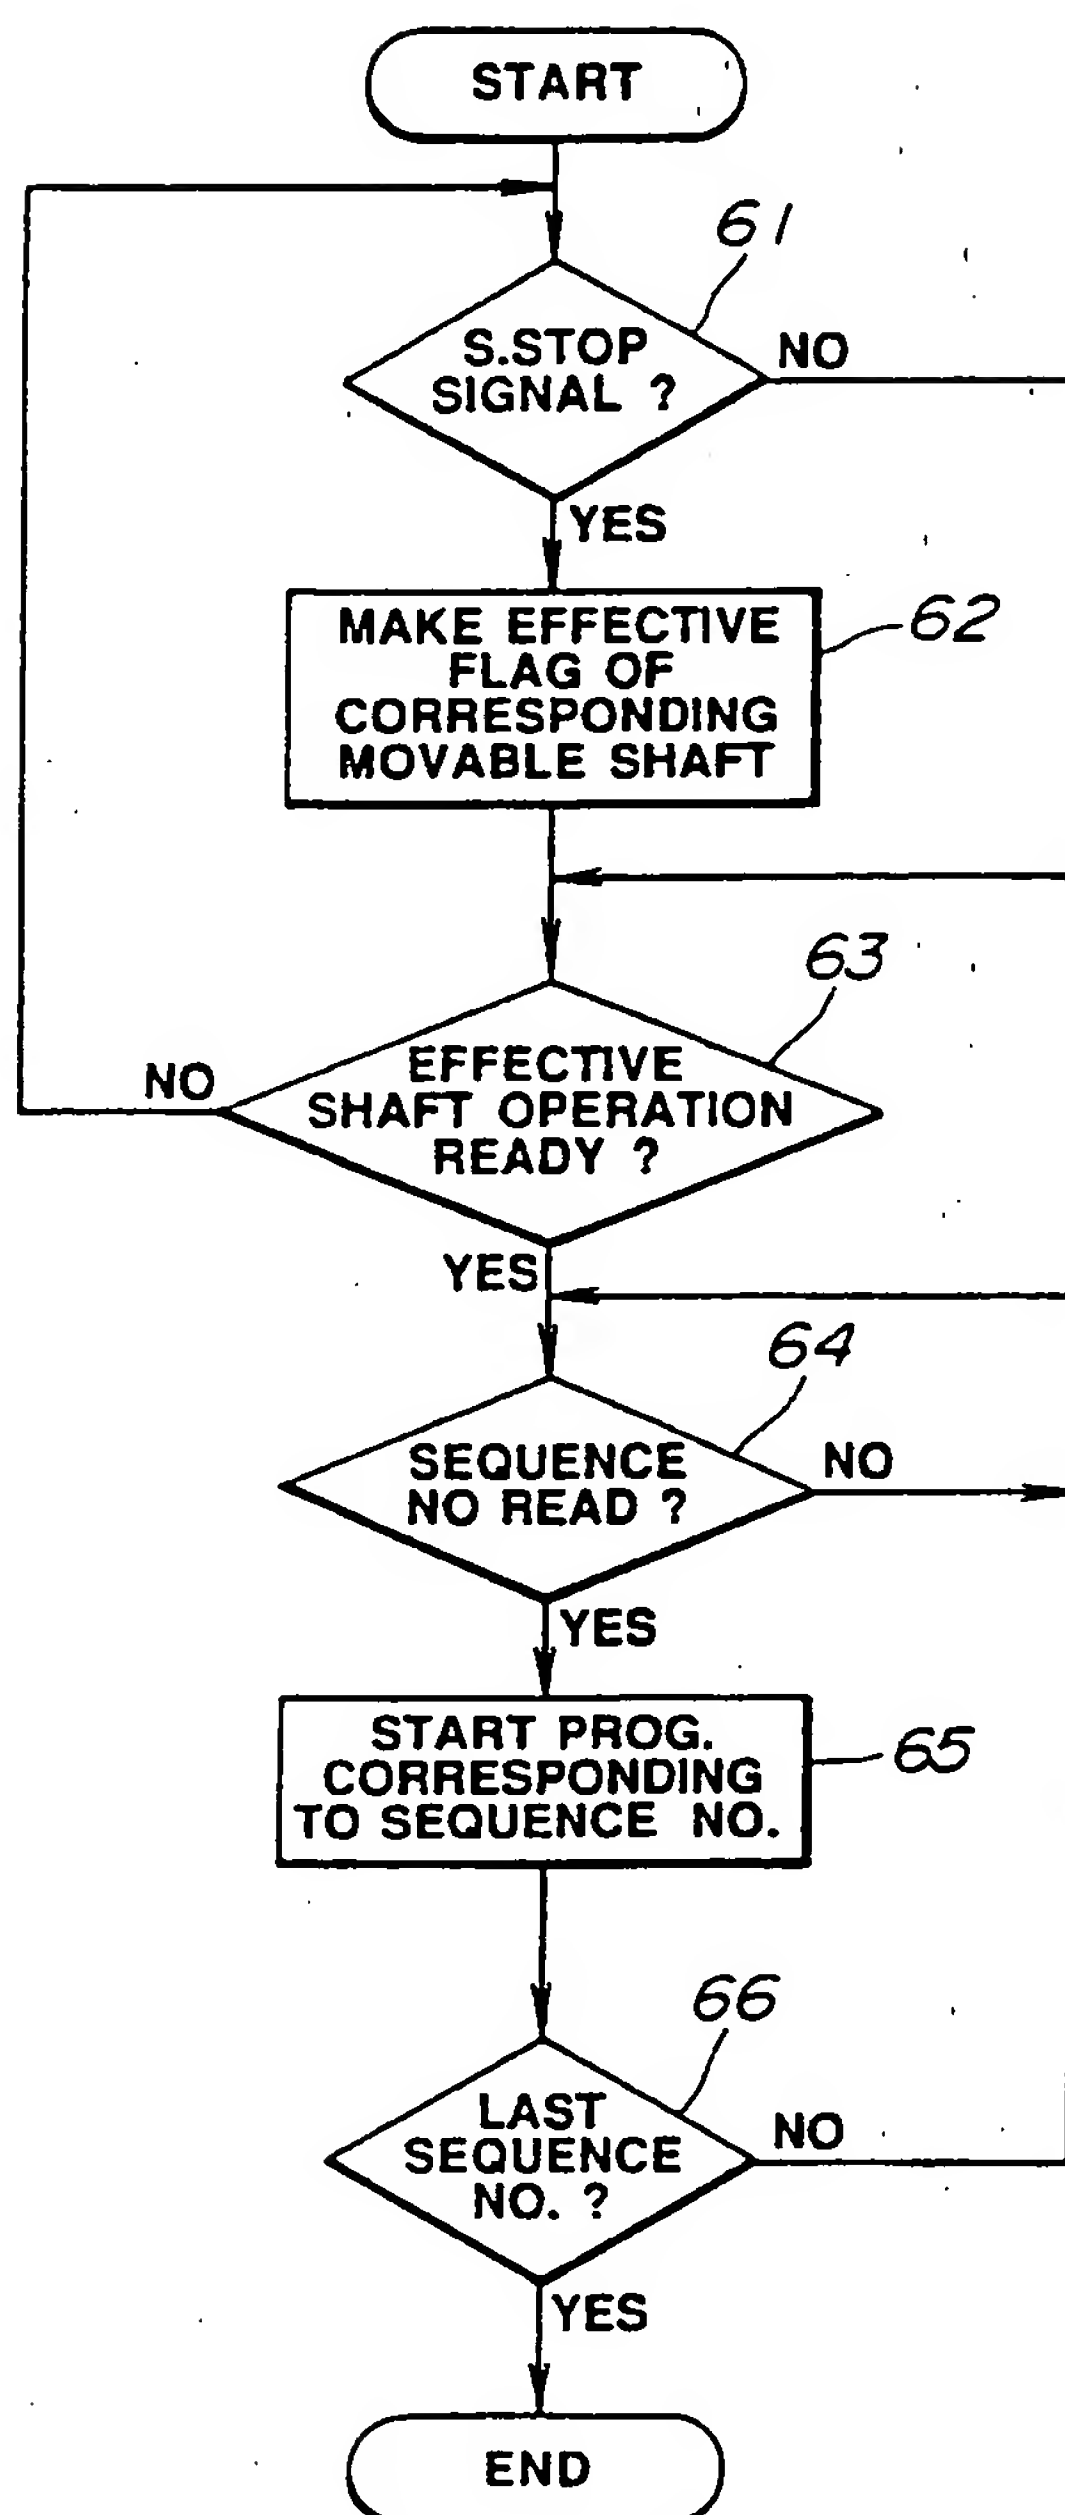 START
61
S.STOP
SIGNAL ?
NO
YES
MAKE EFFECTIVE
FLAG OF
CORRESPONDING
MOVABLE SHAFT
62
63
EFFECTIVE
SHAFT OPERATION
READY ?
NO
YES
64
SEQUENCE
NO READ ?
NO
YES
START PROG.
CORRESPONDING
TO SEQUENCE NO.
65
66
LAST
SEQUENCE
NO. ?
NO
YES
END